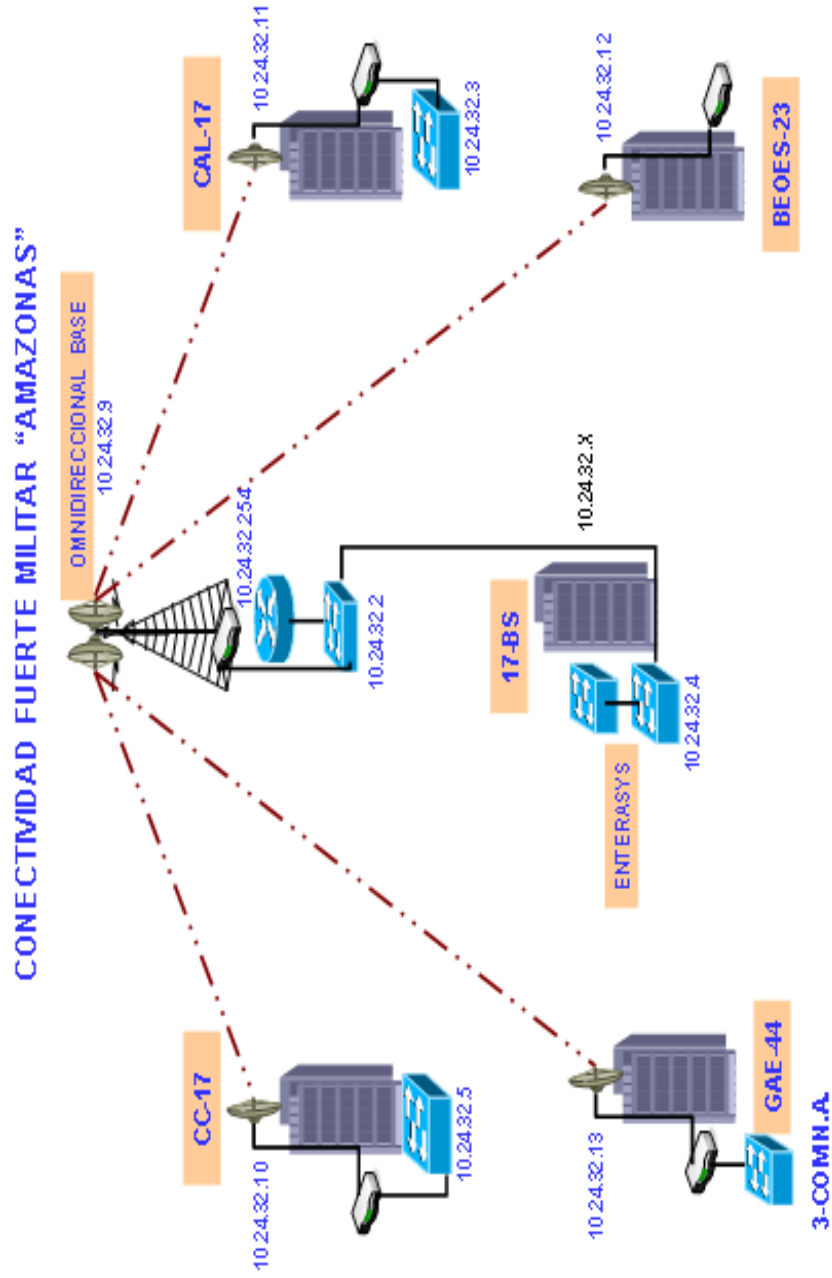 CONECTIVIDAD FUERTE MILITAR “AMAZONAS”
OMNIDIRECCIONAL BASE
10.24.32.9
CC-17
10.24.32.10
10.24.32.5
10.24.32.254
10.24.32.2
CAL-17
10.24.32.11
10.24.32.3
GAE-44
10.24.32.13
3-COMN.A.
17-BS
ENTERASYS
10.24.32.4
10.24.32.X
BEOES-23
10.24.32.12